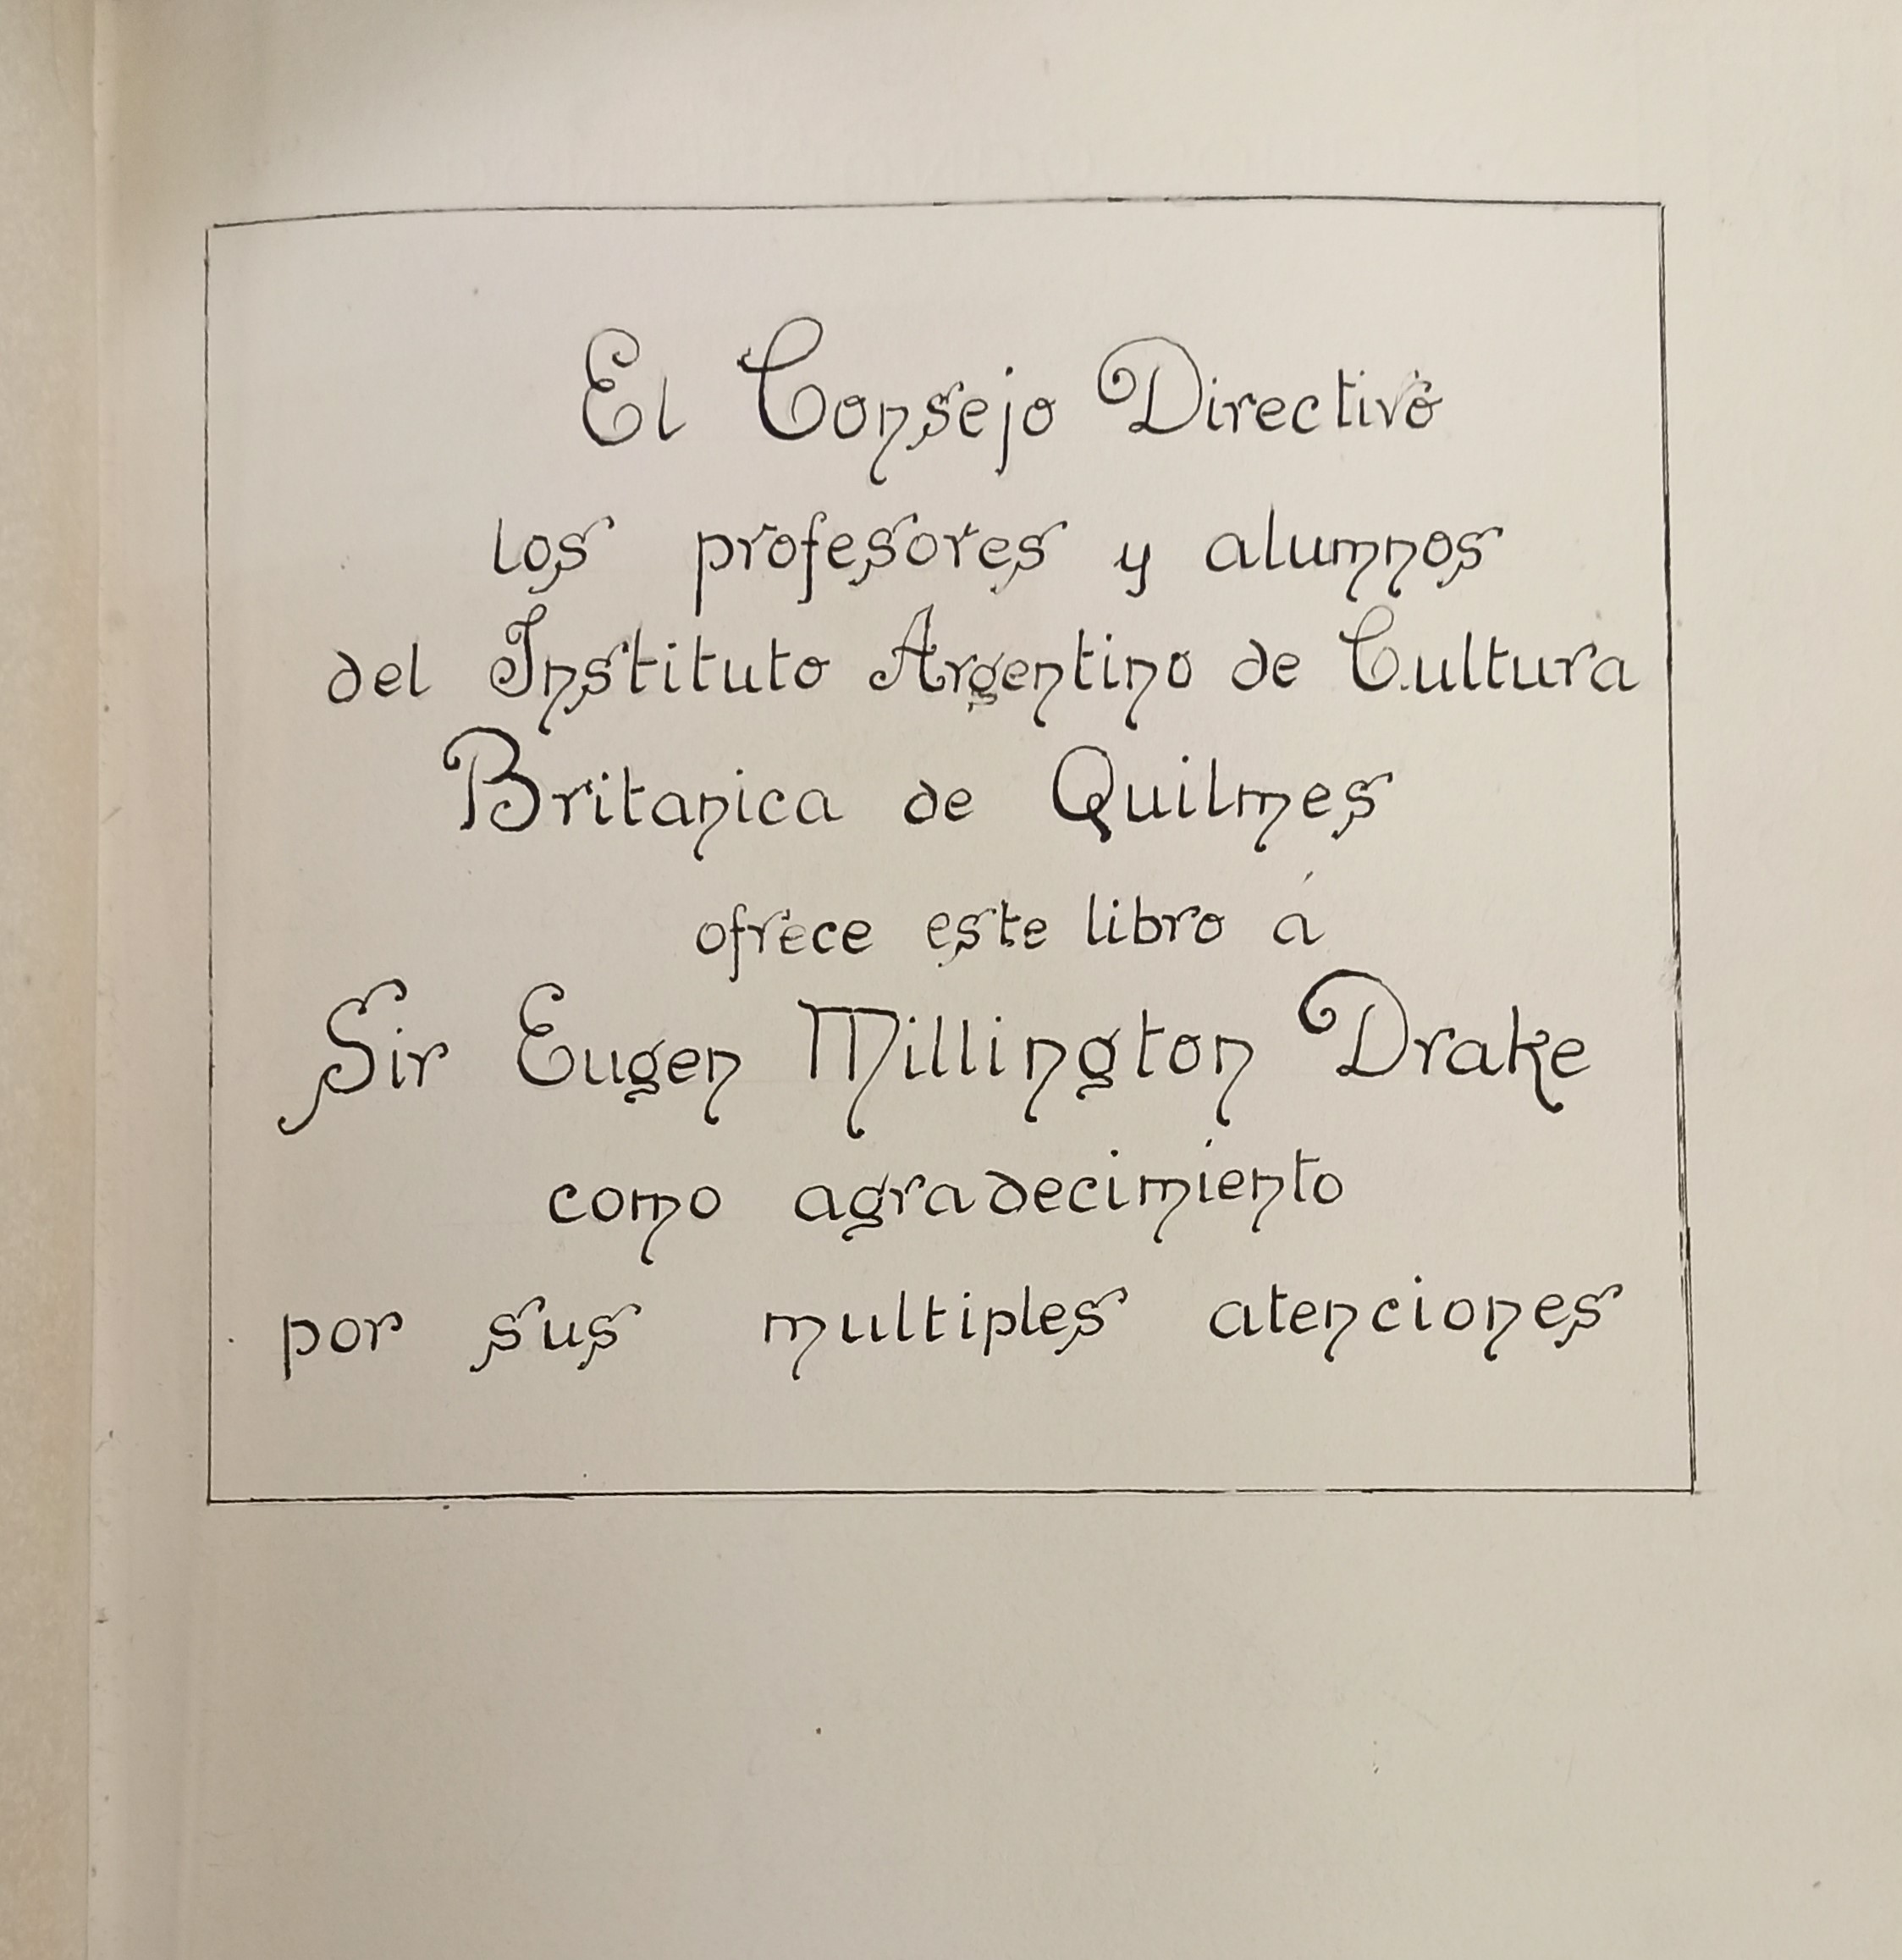 El Consejo Directivo
los profesores y alumnos
del Instituto Argentino de Cultura
Britanica de Quilmes
ofrece este libro á
Sir Eugen Millington Drake
como agradecimiento
por sus multiples atenciones